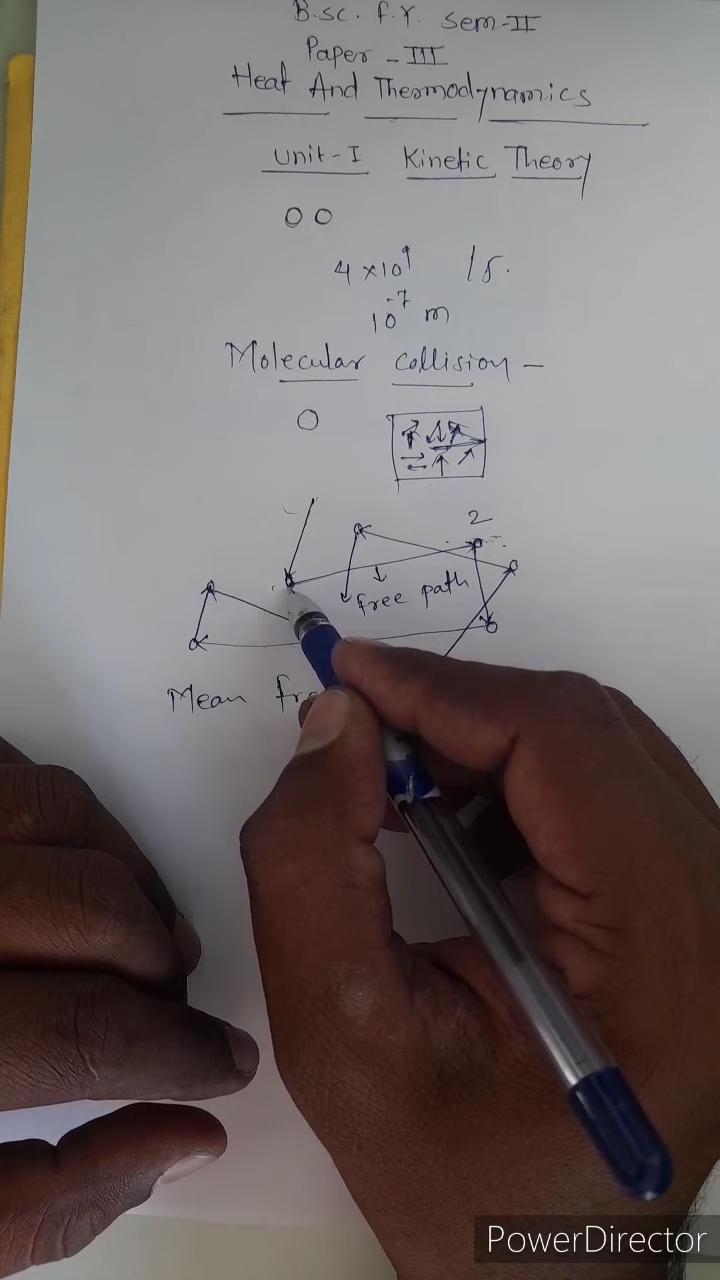 B.sc. f.Y. sem-II
Paper - III
Heat And Thermodynamics
Unit-I Kinetic Theory
4 × 10⁹ /s.
10⁻⁷ m
Molecular collision -
2
free path
Mean fre
PowerDirector